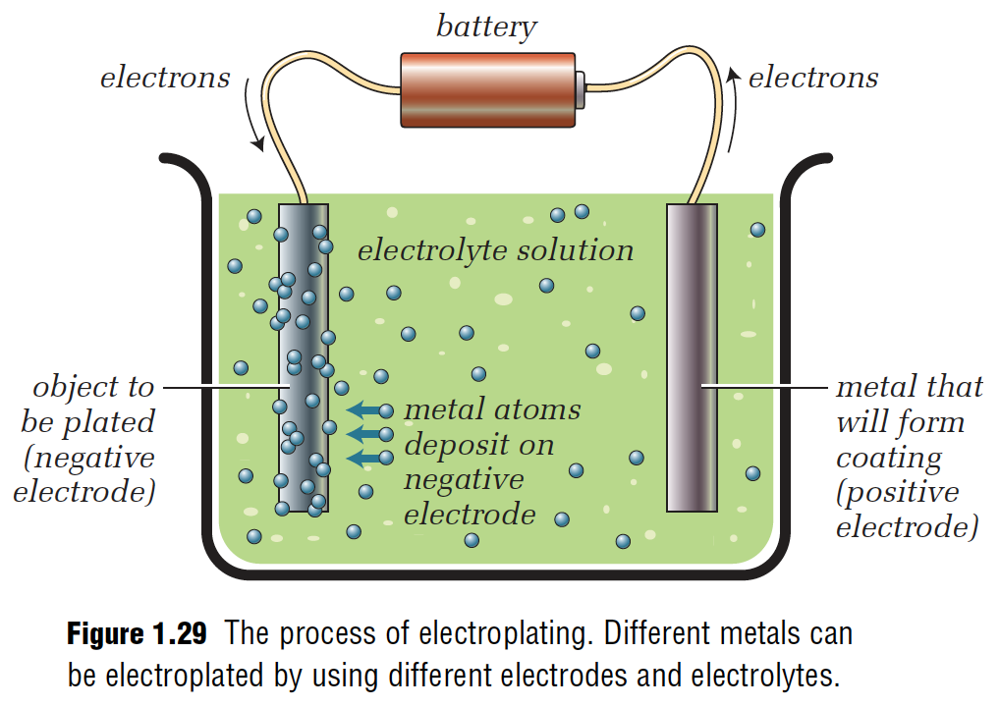 battery
electrons
electrons
electrolyte solution
object to
be plated
(negative
electrode)
metal atoms
deposit on
negative
electrode
metal that
will form
coating
(positive
electrode)
Figure 1.29 The process of electroplating. Different metals can
be electroplated by using different electrodes and electrolytes.